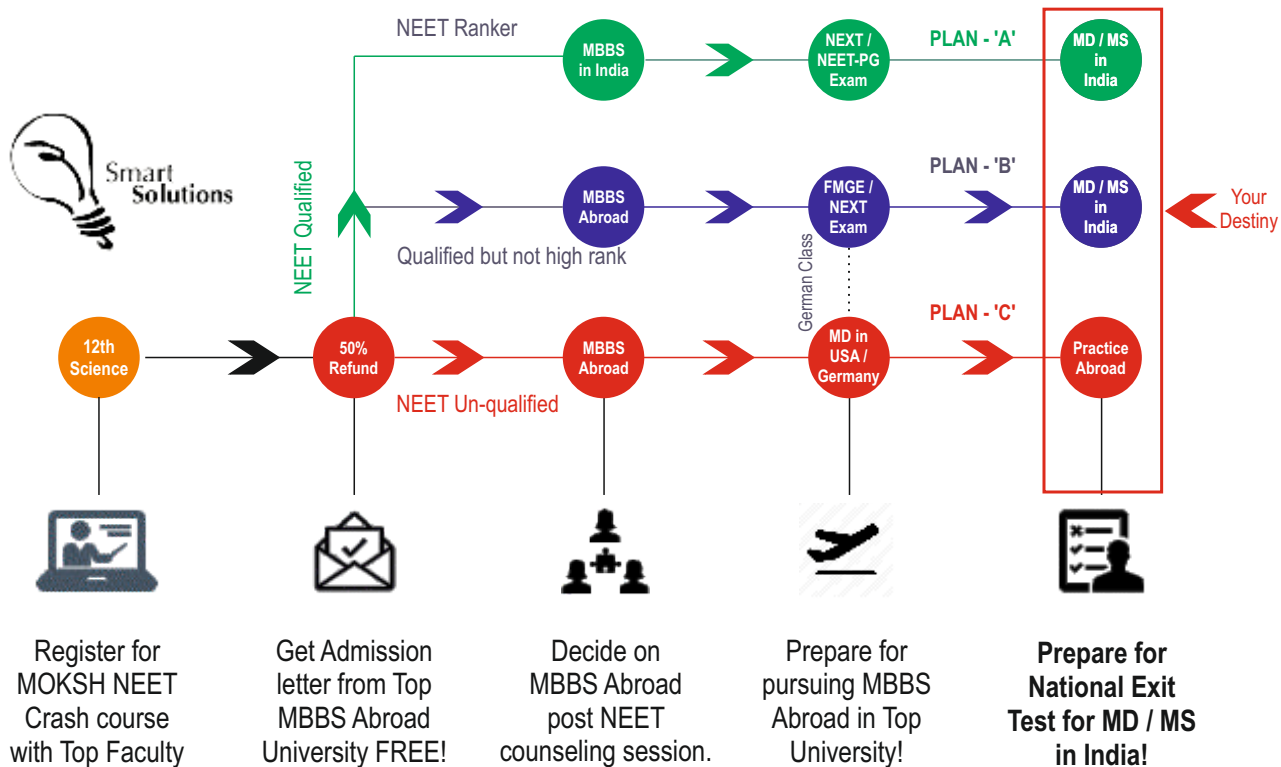 NEET Ranker
MBBS
in India
NEXT /
NEET-PG
Exam
PLAN - 'A'
MD / MS
in
India
Smart
Solutions
NEET Qualified
MBBS
Abroad
Qualified but not high rank
FMGE /
NEXT
Exam
PLAN - 'B'
MD / MS
in
India
Your
Destiny
German Class
12th
Science
50%
Refund
NEET Un-qualified
MBBS
Abroad
MD in
USA /
Germany
PLAN - 'C'
Practice
Abroad
Register for
MOKSH NEET
Crash course
with Top Faculty
Get Admission
letter from Top
MBBS Abroad
University FREE!
Decide on
MBBS Abroad
post NEET
counseling session.
Prepare for
pursuing MBBS
Abroad in Top
University!
Prepare for
National Exit
Test for MD / MS
in India!